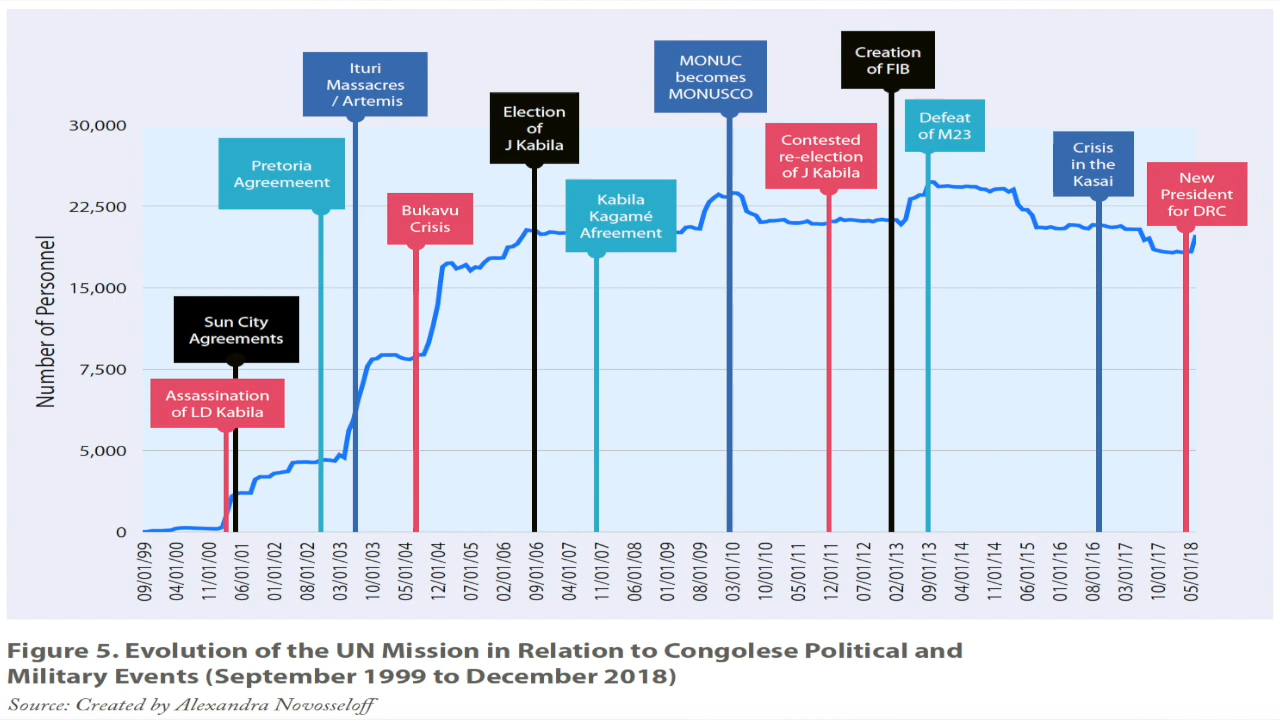 Creation
of FIB
MONUC
becomes
MONUSCO
Ituri
Massacres
/ Artemis
Election
of
J Kabila
Defeat
of M23
Contested
re-election
of J Kabila
Crisis
in the
Kasai
Pretoria
Agreemeent
New
President
for DRC
Kabila
Kagamé
Afreement
Bukavu
Crisis
Sun City
Agreements
Assassination
of LD Kabila
Number of Personnel
30,000
22,500
15,000
7,500
5,000
0
09/01/99
04/01/00
11/01/00
06/01/01
01/01/02
08/01/02
03/01/03
10/01/03
05/01/04
12/01/04
07/01/05
02/01/06
09/01/06
04/01/07
11/01/07
06/01/08
01/01/09
08/01/09
03/01/10
10/01/10
05/01/11
12/01/11
07/01/12
02/01/13
09/01/13
04/01/14
11/01/14
06/01/15
01/01/16
08/01/16
03/01/17
10/01/17
05/01/18
Figure 5. Evolution of the UN Mission in Relation to Congolese Political and
Military Events (September 1999 to December 2018)
Source: Created by Alexandra Novosseloff